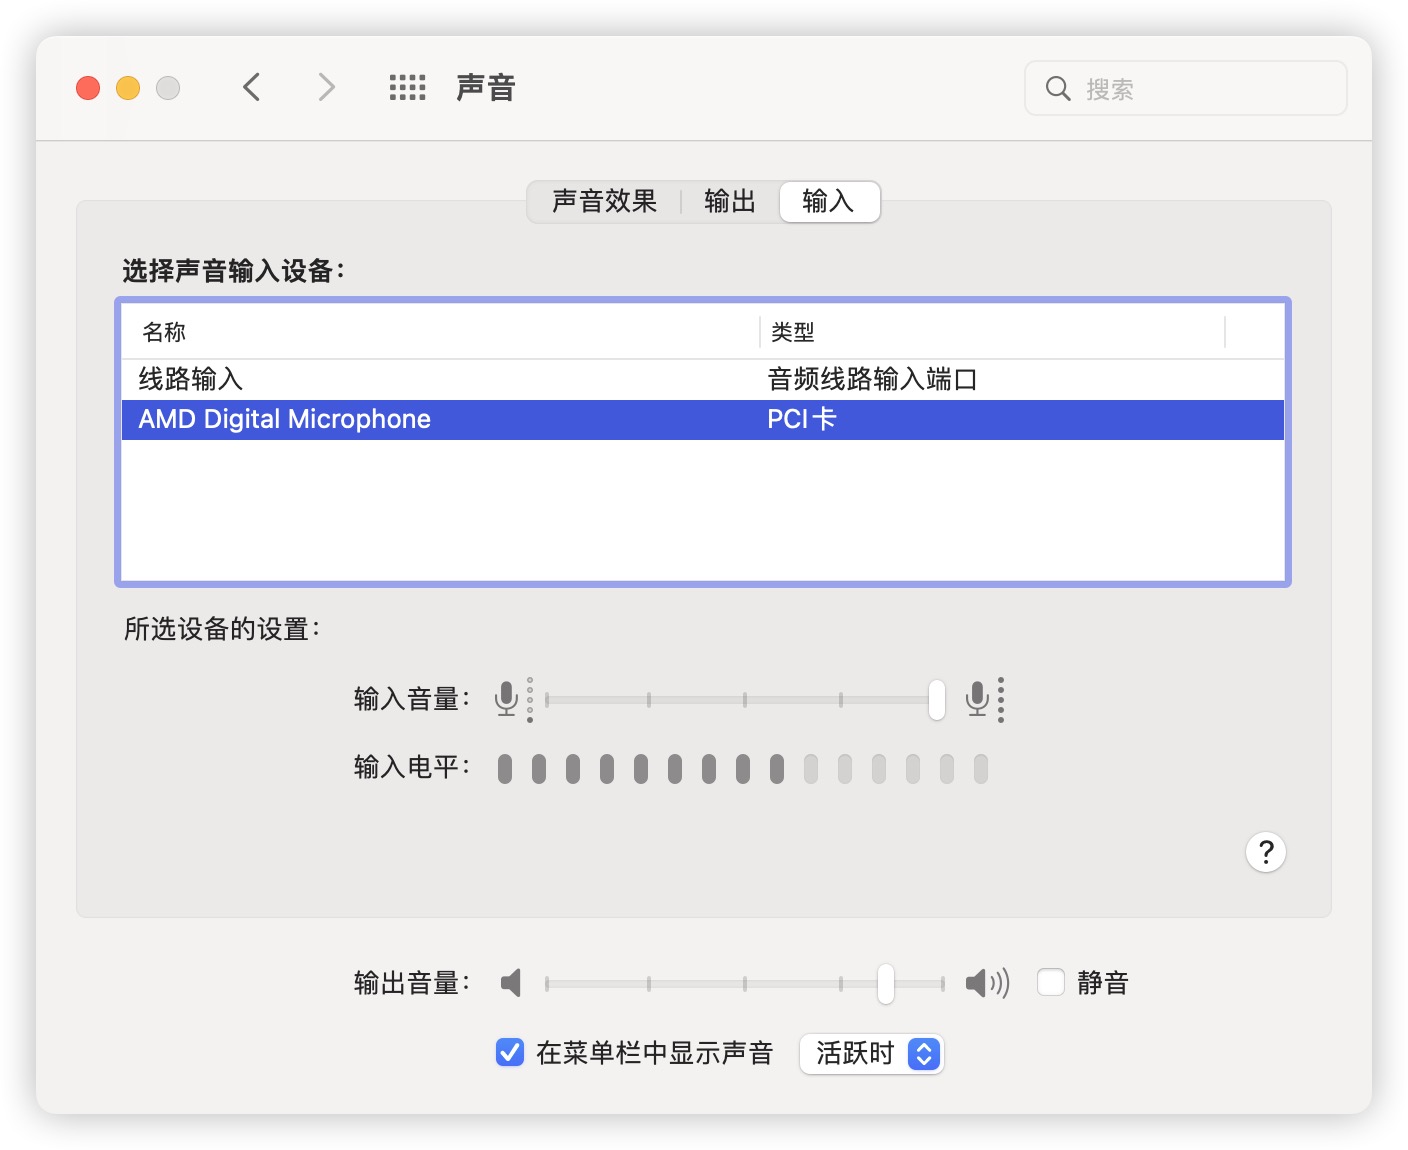 声音
搜索
声音效果 输出 输入
选择声音输入设备：
名称 类型
线路输入 音频线路输入端口
AMD Digital Microphone PCI 卡
所选设备的设置：
输入音量：
输入电平：
?
输出音量： 静音
在菜单栏中显示声音 活跃时